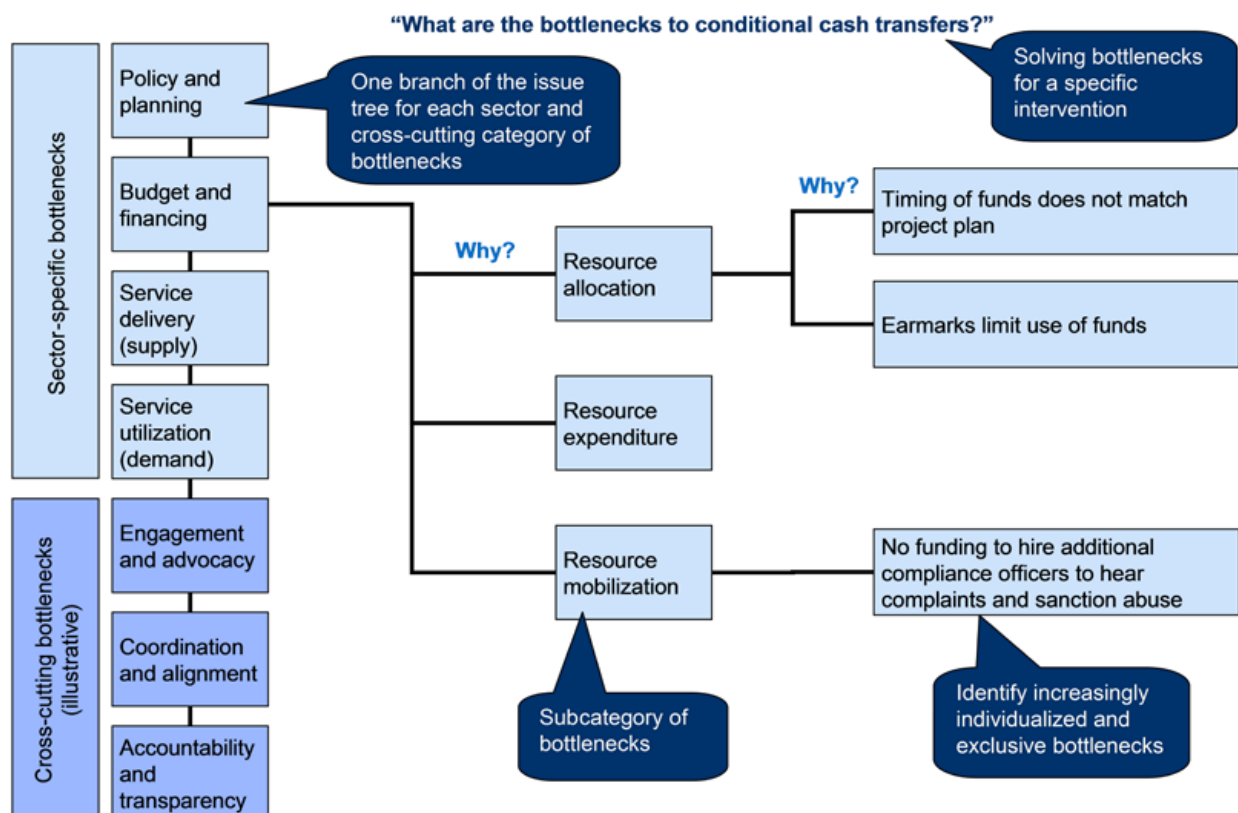 “What are the bottlenecks to conditional cash transfers?”
Solving bottlenecks
for a specific
intervention
Sector-specific bottlenecks
Policy and
planning
One branch of the issue
tree for each sector and
cross-cutting category of
bottlenecks
Budget and
financing
Why?
Resource
allocation
Why?
Timing of funds does not match
project plan
Earmarks limit use of funds
Service
delivery
(supply)
Resource
expenditure
Service
utilization
(demand)
Cross-cutting bottlenecks
(illustrative)
Engagement
and advocacy
Resource
mobilization
No funding to hire additional
compliance officers to hear
complaints and sanction abuse
Coordination
and alignment
Subcategory of
bottlenecks
Identify increasingly
individualized and
exclusive bottlenecks
Accountability
and
transparency